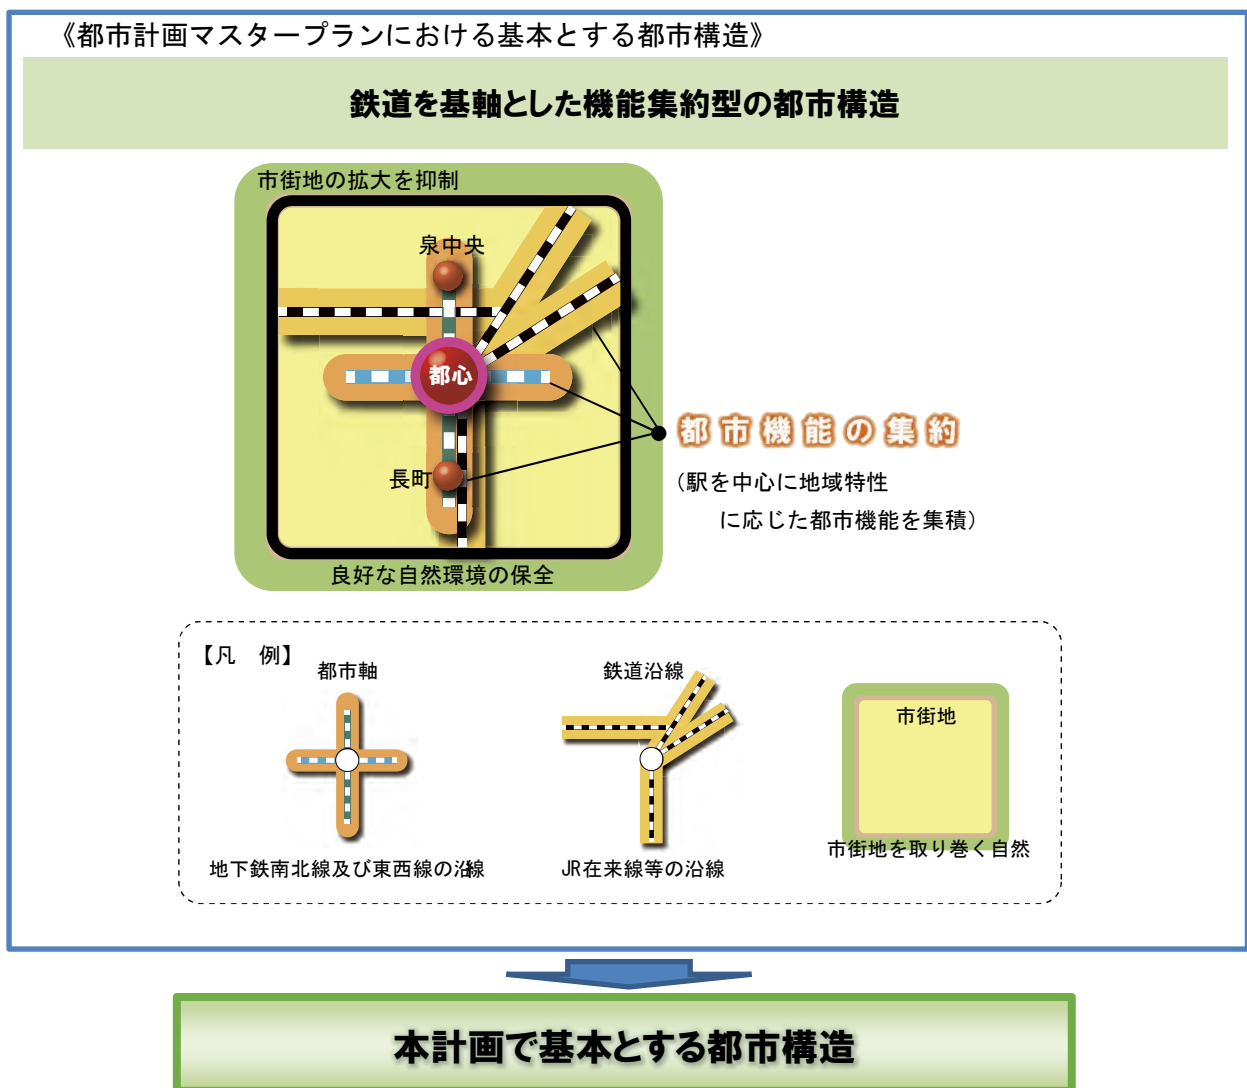 《都市計画マスタープランにおける基本とする都市構造》
鉄道を基軸とした機能集約型の都市構造
市街地の拡大を抑制
泉中央
都心
長町
良好な自然環境の保全
都市機能の集約
（駅を中心に地域特性
に応じた都市機能を集積）
【凡　例】
都市軸
鉄道沿線
市街地
地下鉄南北線及び東西線の沿線
JR在来線等の沿線
市街地を取り巻く自然
本計画で基本とする都市構造